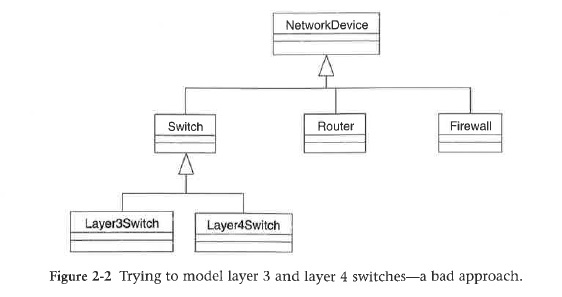 NetworkDevice
Switch
Router
Firewall
Layer3Switch
Layer4Switch
Figure 2-2 Trying to model layer 3 and layer 4 switches—a bad approach.